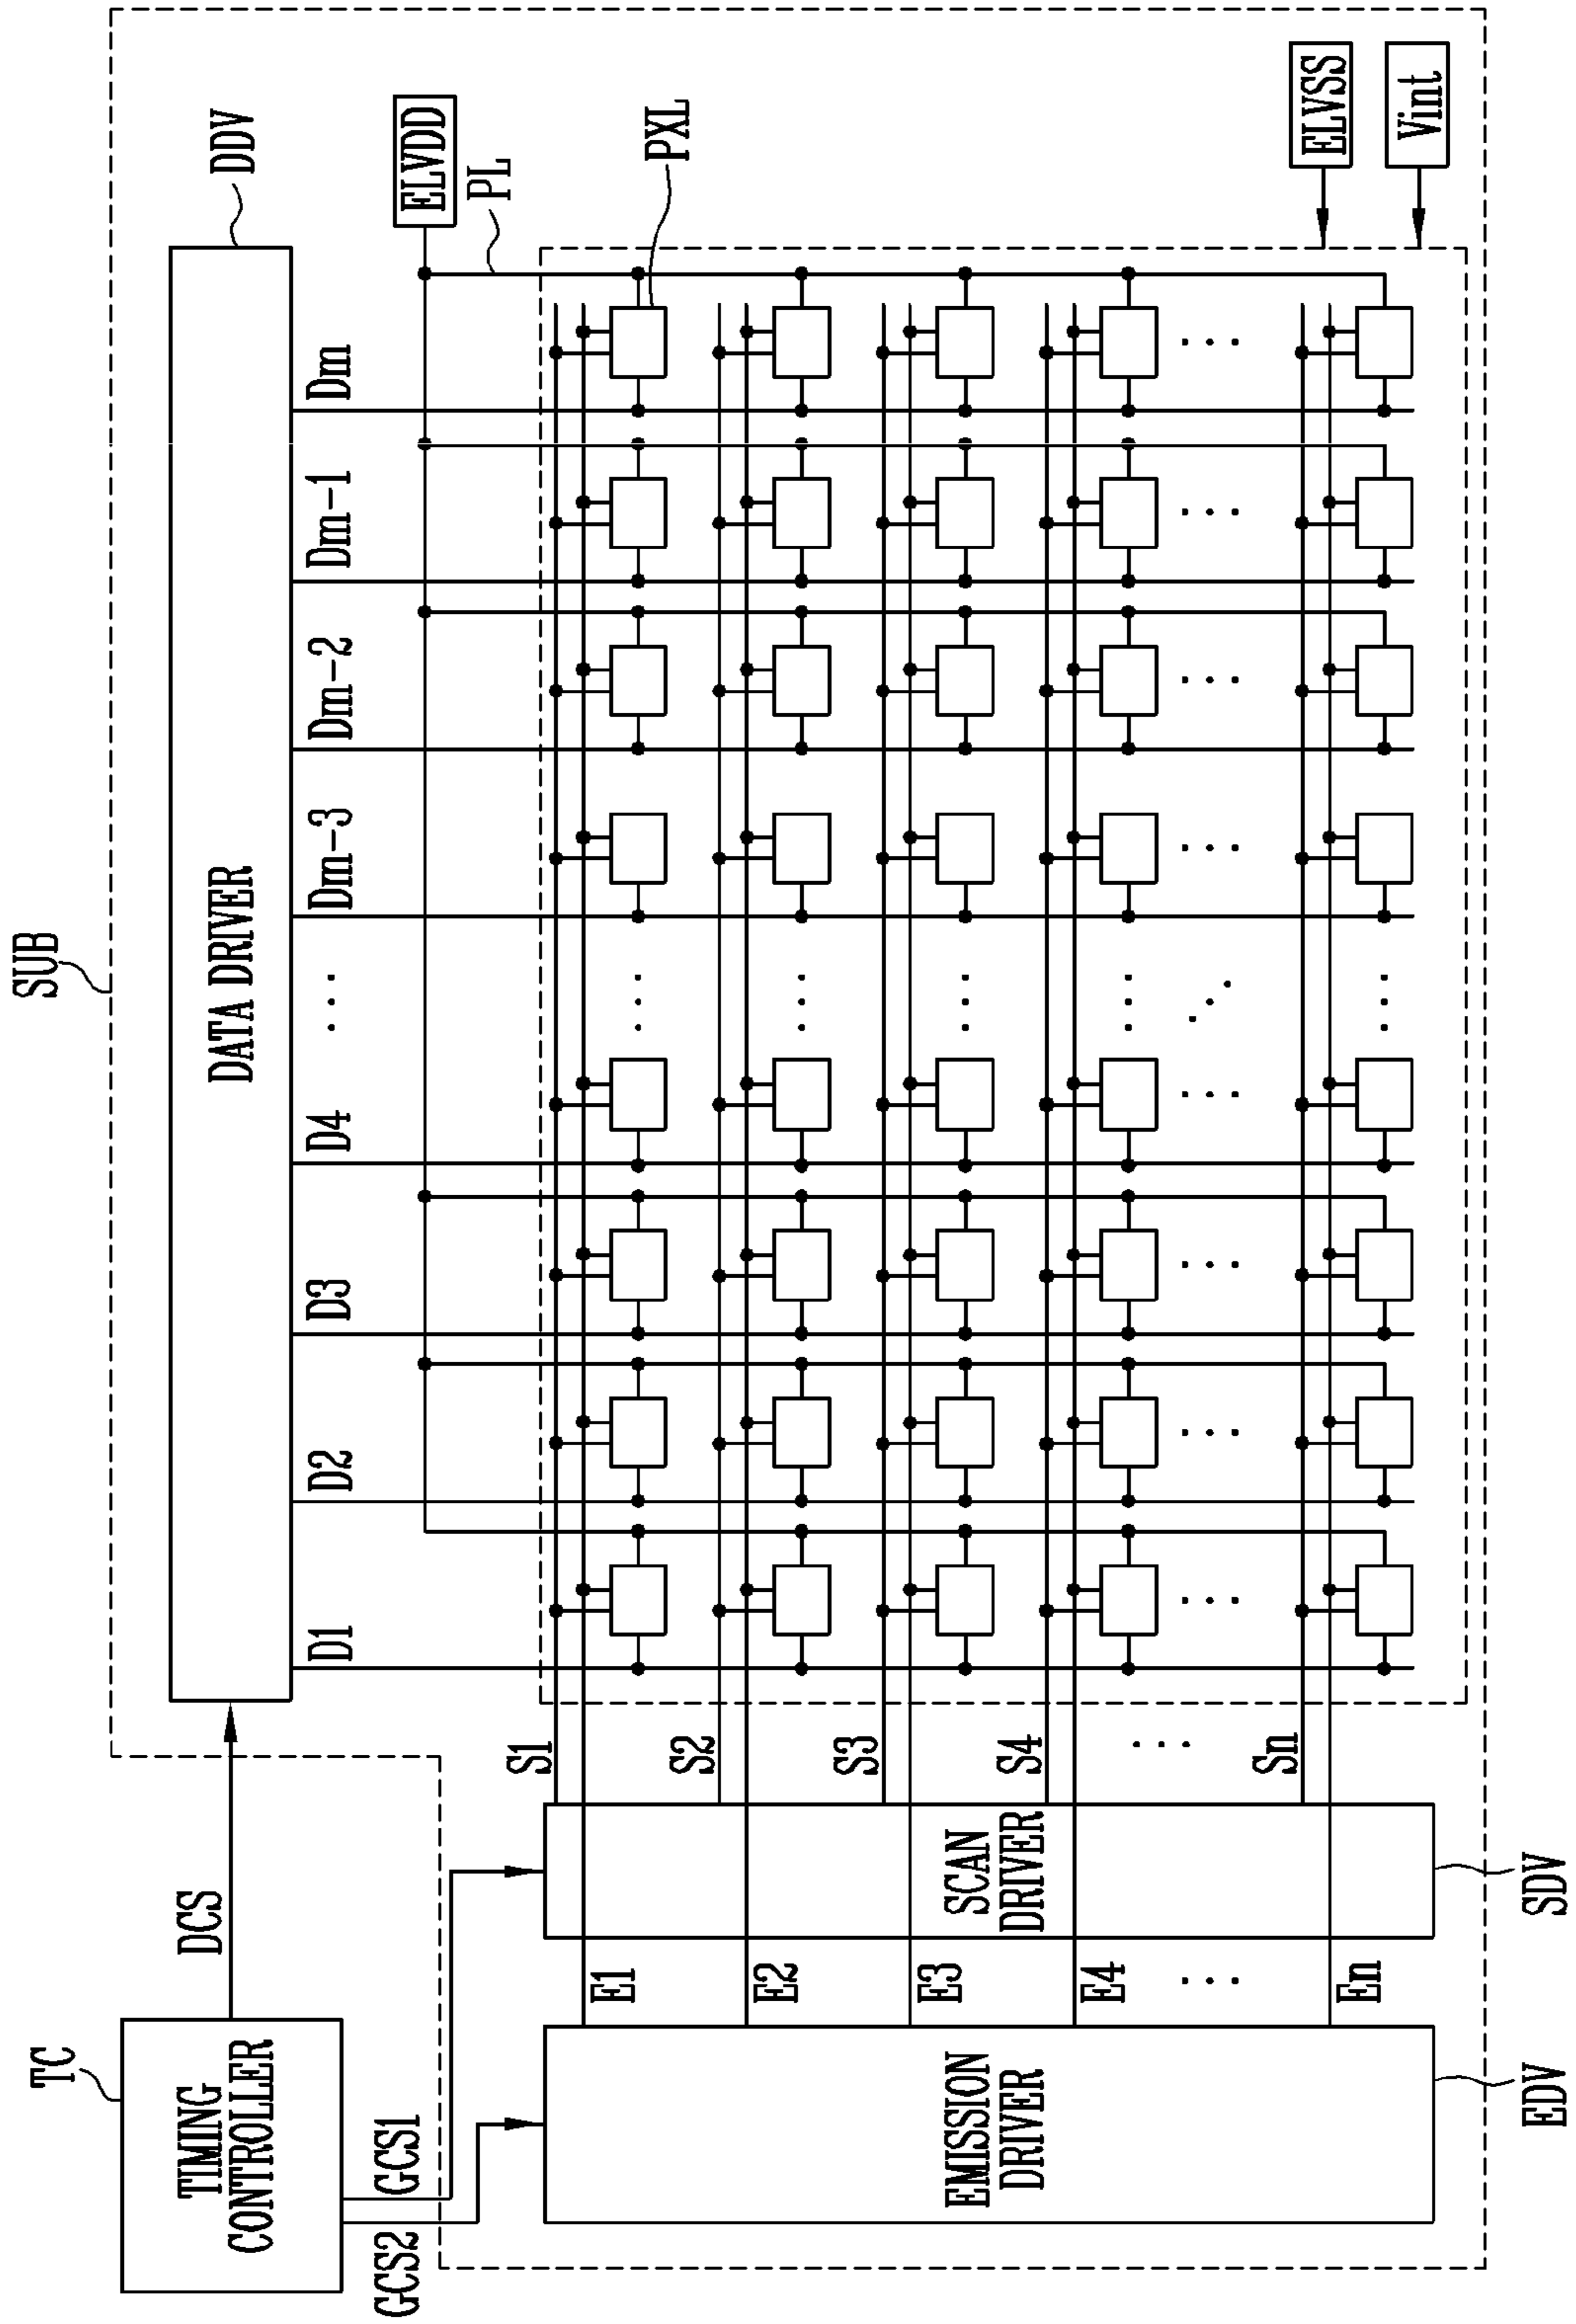 SUB
TC
TIMING
CONTROLLER
DCS
DATA DRIVER
DDV
GCS1
GCS2
D1
D2
D3
D4
...
Dm-3
Dm-2
Dm-1
Dm
ELVDD
PL
PXL
S1
S2
S3
S4
...
Sn
E1
E2
E3
E4
...
En
EMISSION
DRIVER
SCAN
DRIVER
ELVSS
Vint
EDV
SDV